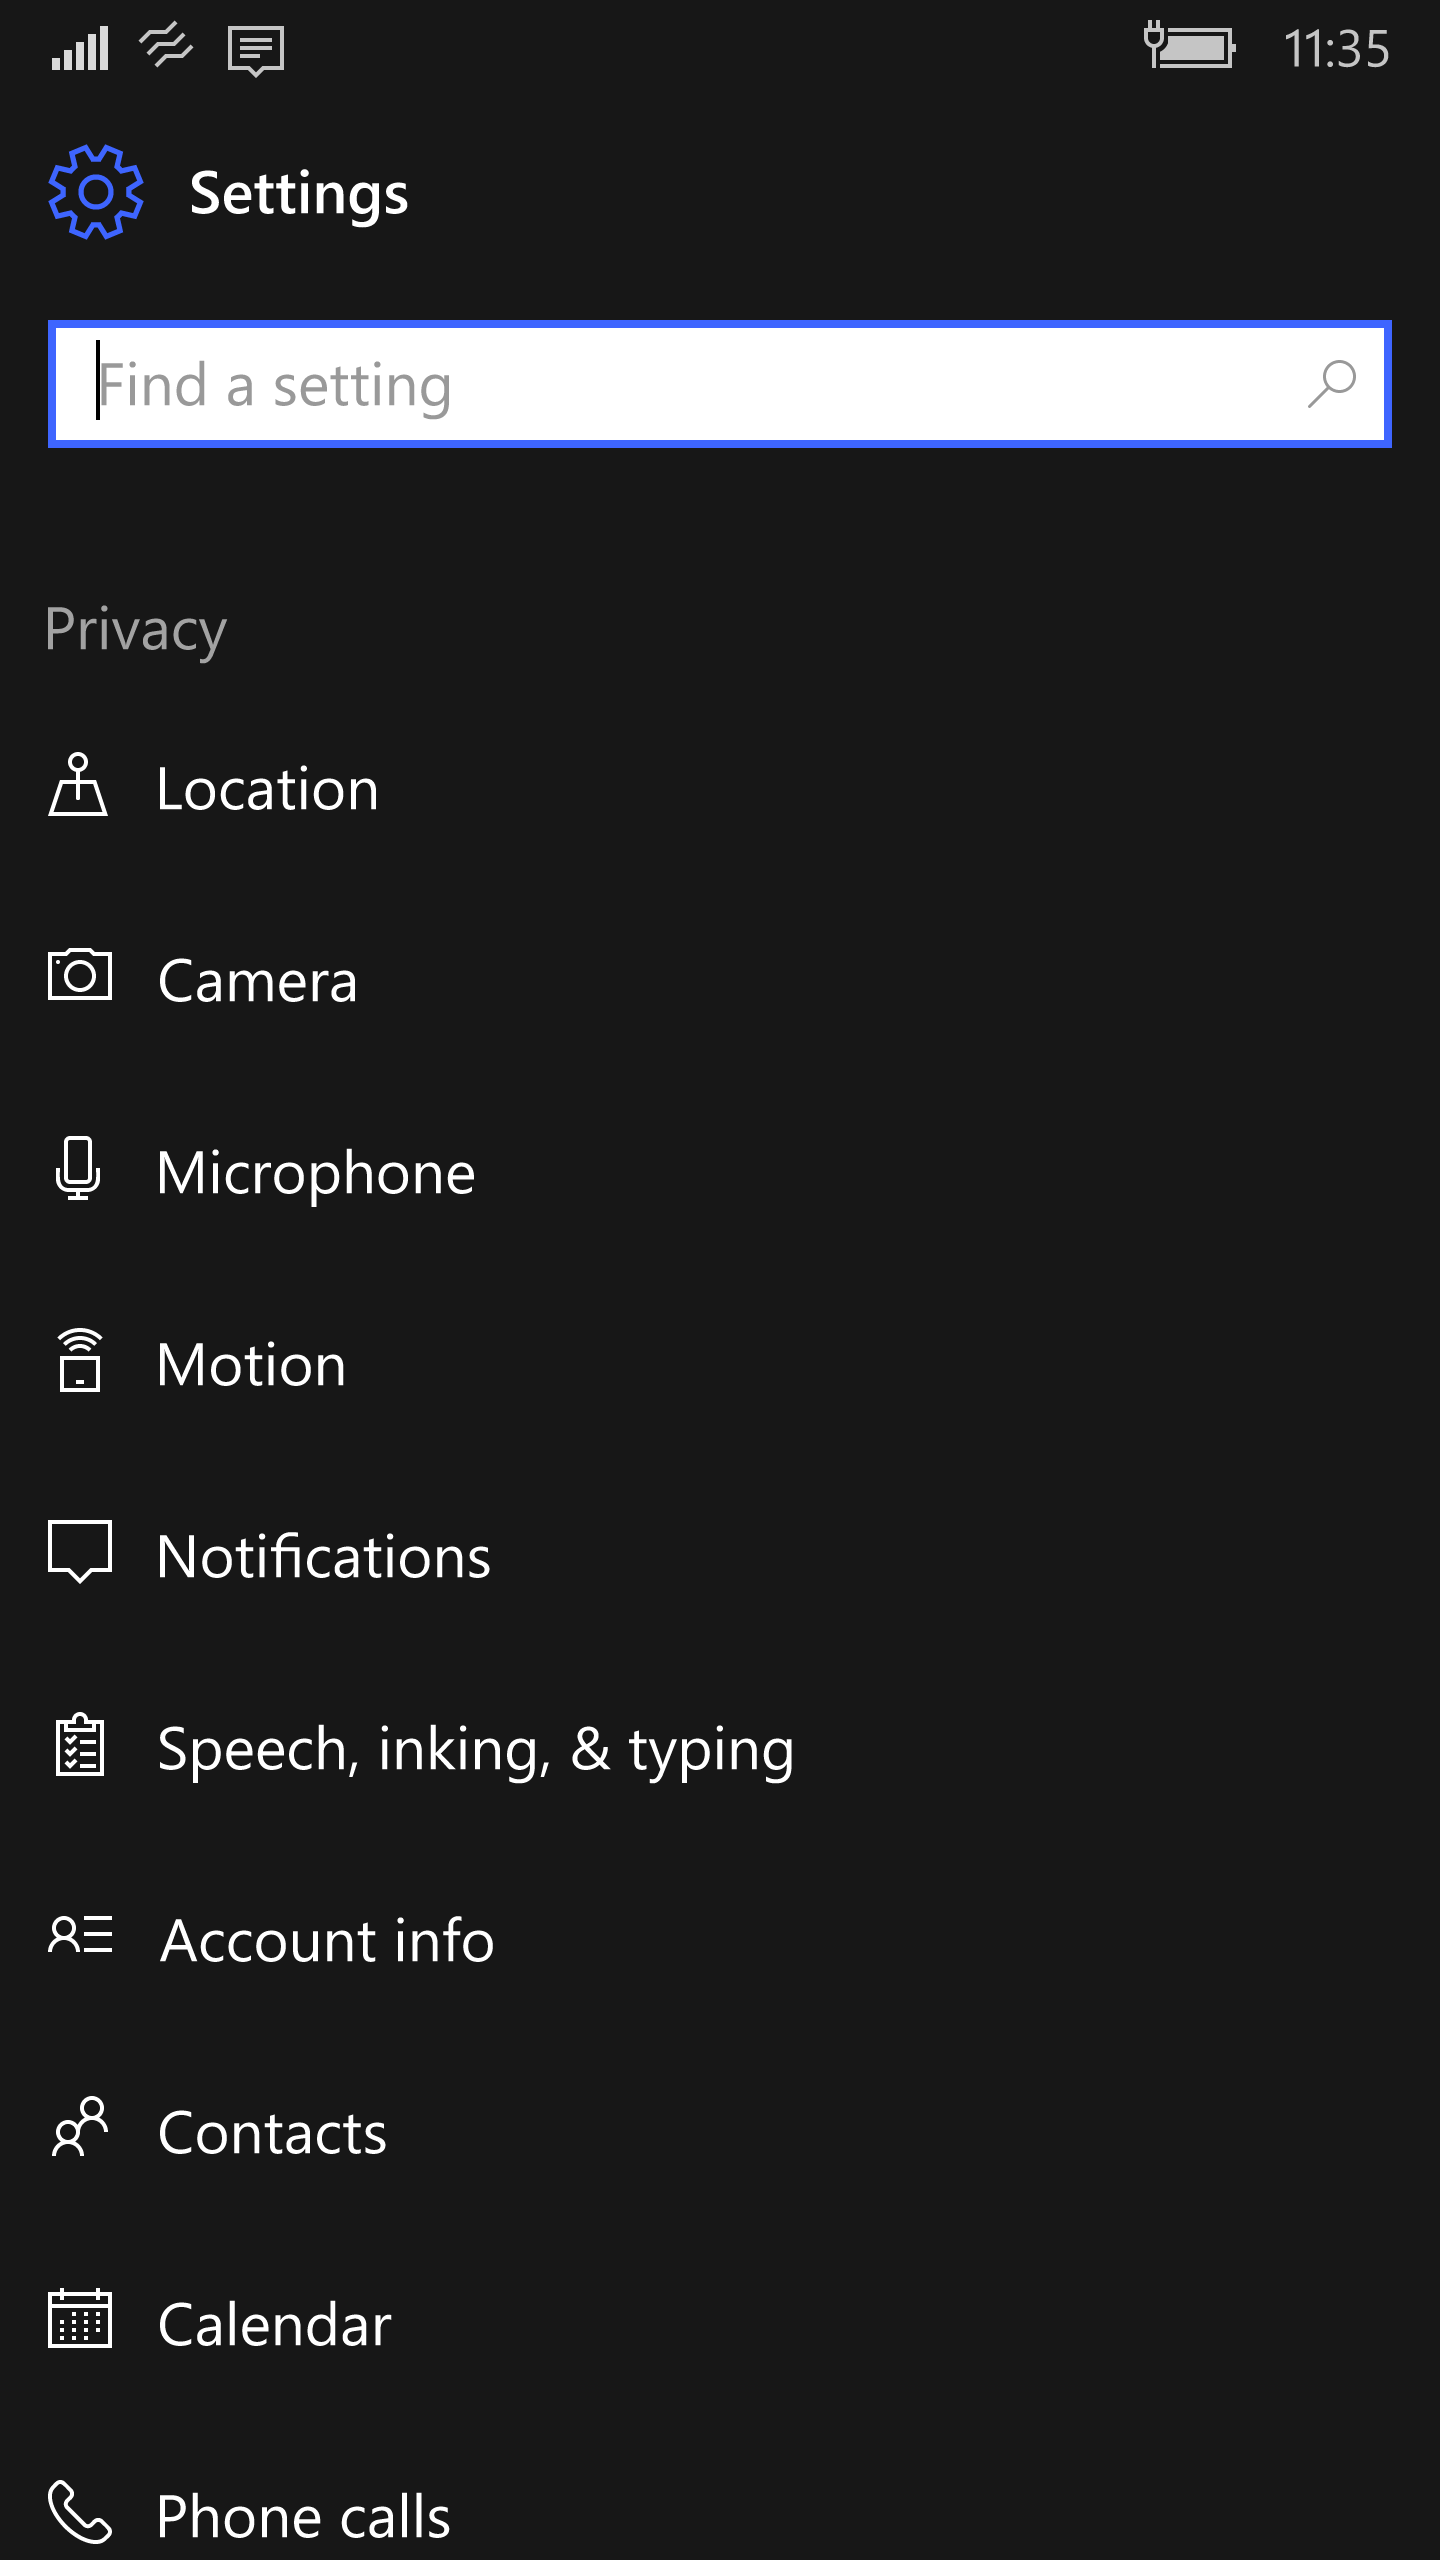 11:35
Settings
Find a setting
Privacy
Location
Camera
Microphone
Motion
Notifications
Speech, inking, & typing
Account info
Contacts
Calendar
Phone calls